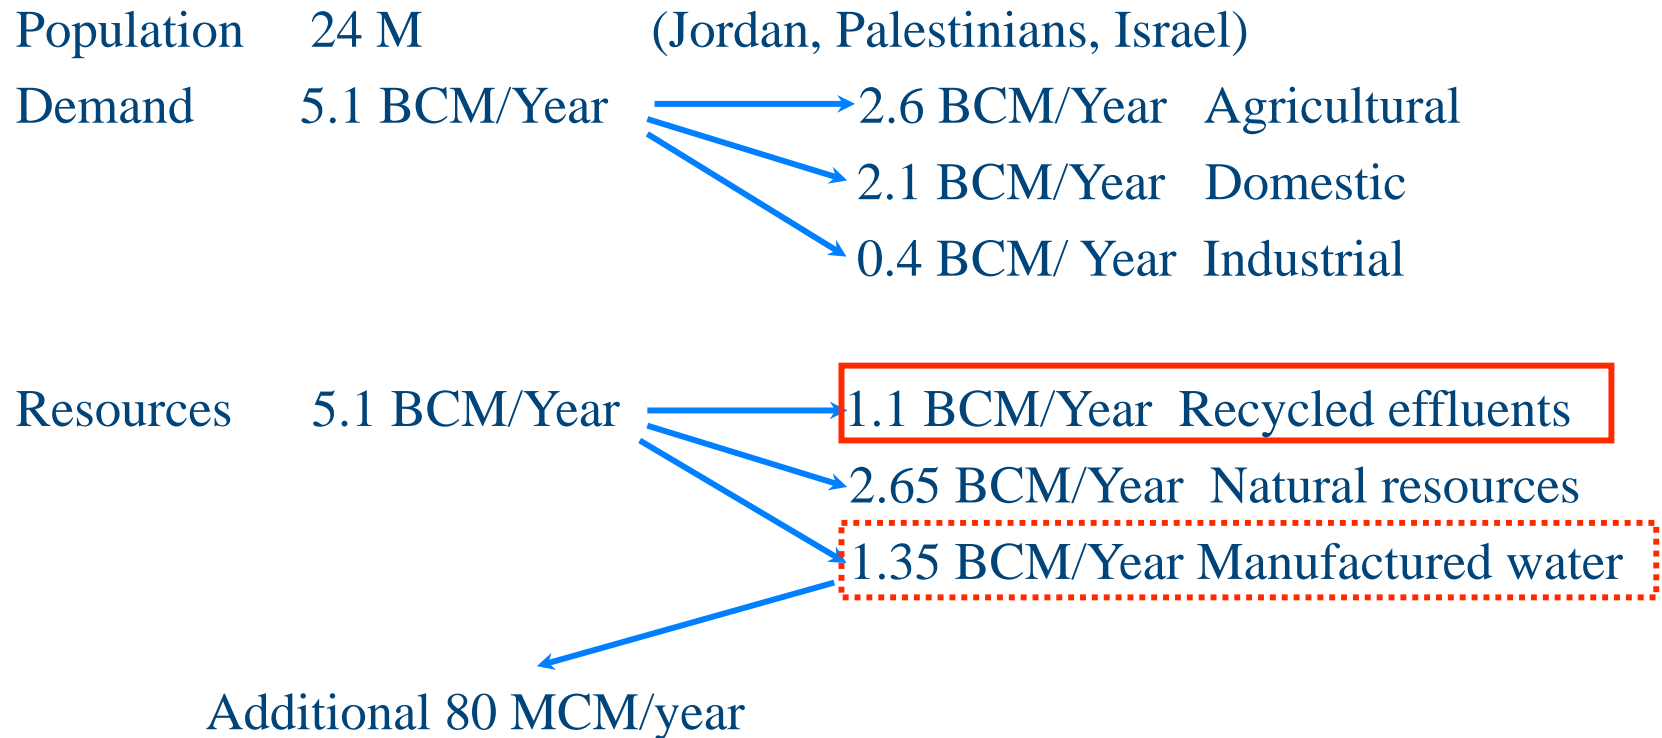 Population 24 M (Jordan, Palestinians, Israel)
Demand 5.1 BCM/Year 2.6 BCM/Year Agricultural
2.1 BCM/Year Domestic
0.4 BCM/ Year Industrial
Resources 5.1 BCM/Year 1.1 BCM/Year Recycled effluents
2.65 BCM/Year Natural resources
1.35 BCM/Year Manufactured water
Additional 80 MCM/year